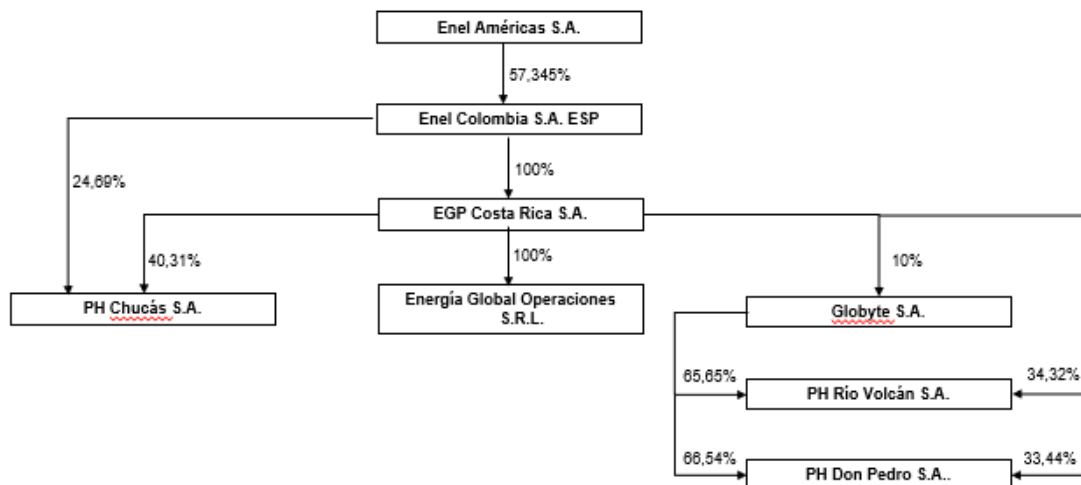 Enel Américas S.A.
57,345%
Enel Colombia S.A. ESP
24,69%
100%
EGP Costa Rica S.A.
40,31%
100%
10%
PH Chucás S.A.
Energía Global Operaciones
S.R.L.
Globyte S.A.
65,65%
PH Río Volcán S.A.
34,32%
66,54%
PH Don Pedro S.A..
33,44%